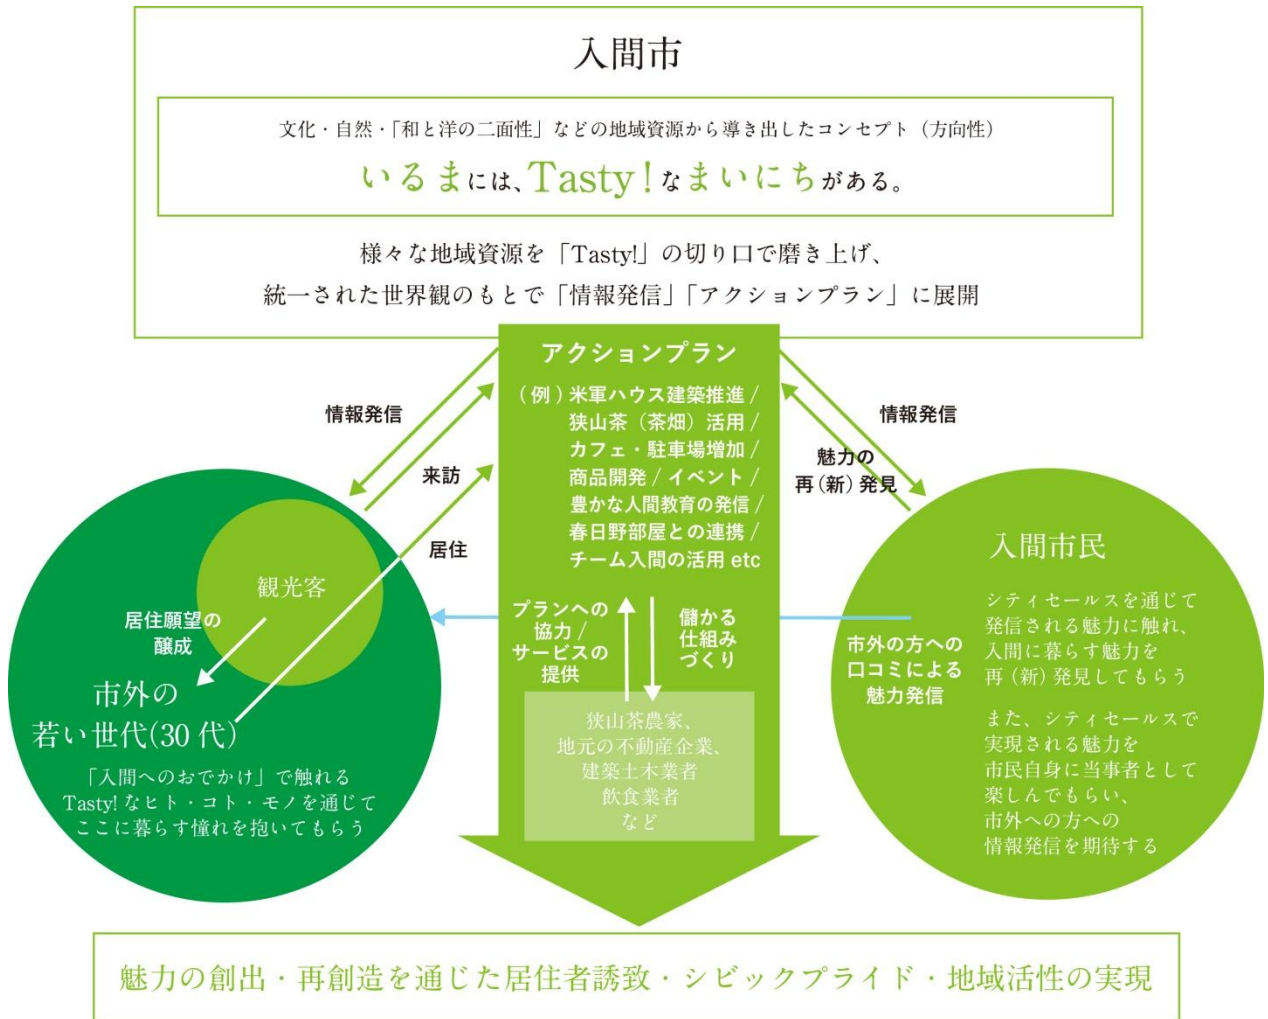 入間市
文化・自然・「和と洋の二面性」などの地域資源から導き出したコンセプト（方向性）
いるまには、Tasty!なまいにちがある。
様々な地域資源を「Tasty!」の切り口で磨き上げ、
統一された世界観のもとで「情報発信」「アクションプラン」に展開
アクションプラン
(例)米軍ハウス建築推進 /
狭山茶（茶畑）活用 /
カフェ・駐車場増加 /
商品開発 / イベント /
豊かな人間教育の発信 /
春日野部屋との連携 /
チーム入間の活用 etc
情報発信
来訪
居住
情報発信
魅力の
再(新)発見
観光客
居住願望の
醸成
市外の
若い世代(30代)
「入間へのおでかけ」で触れる
Tasty!なヒト・コト・モノを通じて
ここに暮らす憧れを抱いてもらう
プランへの
協力 /
サービスの
提供
儲かる
仕組み
づくり
狭山茶農家、
地元の不動産企業、
建築土木業者
飲食業者
など
市外の方への
口コミによる
魅力発信
入間市民
シティセールスを通じて
発信される魅力に触れ、
入間に暮らす魅力を
再(新)発見してもらう
また、シティセールスで
実現される魅力を
市民自身に当事者として
楽しんでもらい、
市外への方への
情報発信を期待する
魅力の創出・再創造を通じた居住者誘致・シビックプライド・地域活性の実現